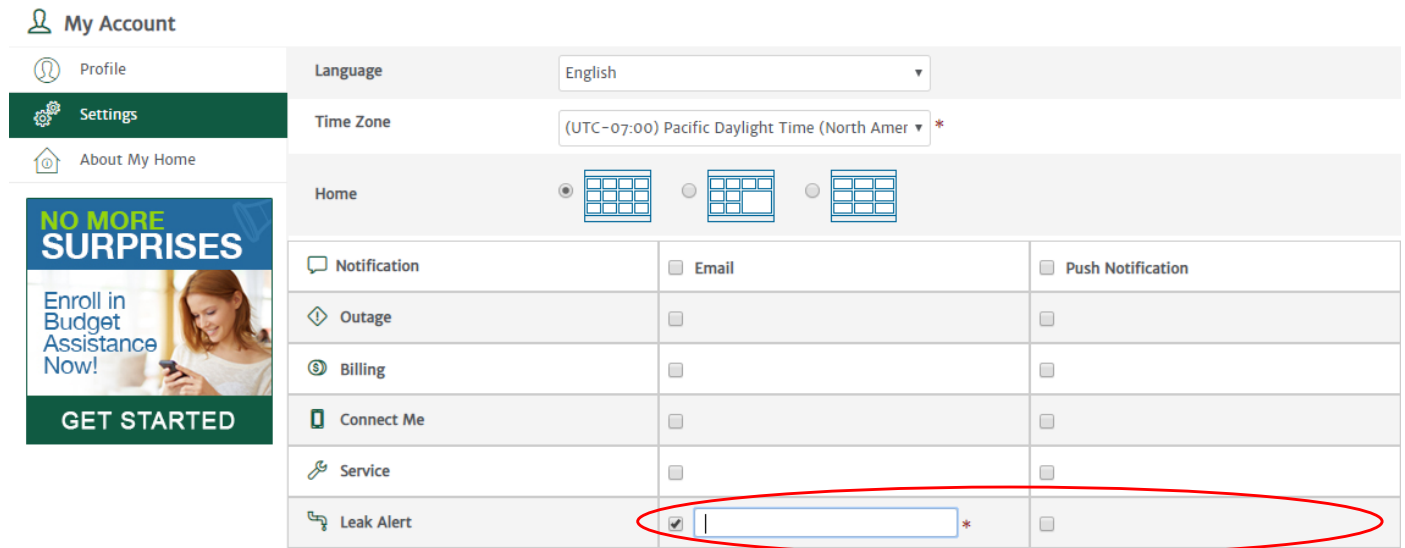 My Account
Profile
Settings
About My Home
NO MORE
SURPRISES
Enroll in
Budget
Assistance
Now!
GET STARTED
Language English
Time Zone (UTC-07:00) Pacific Daylight Time (North Amer *
Home
Notification Email Push Notification
Outage
Billing
Connect Me
Service
Leak Alert *